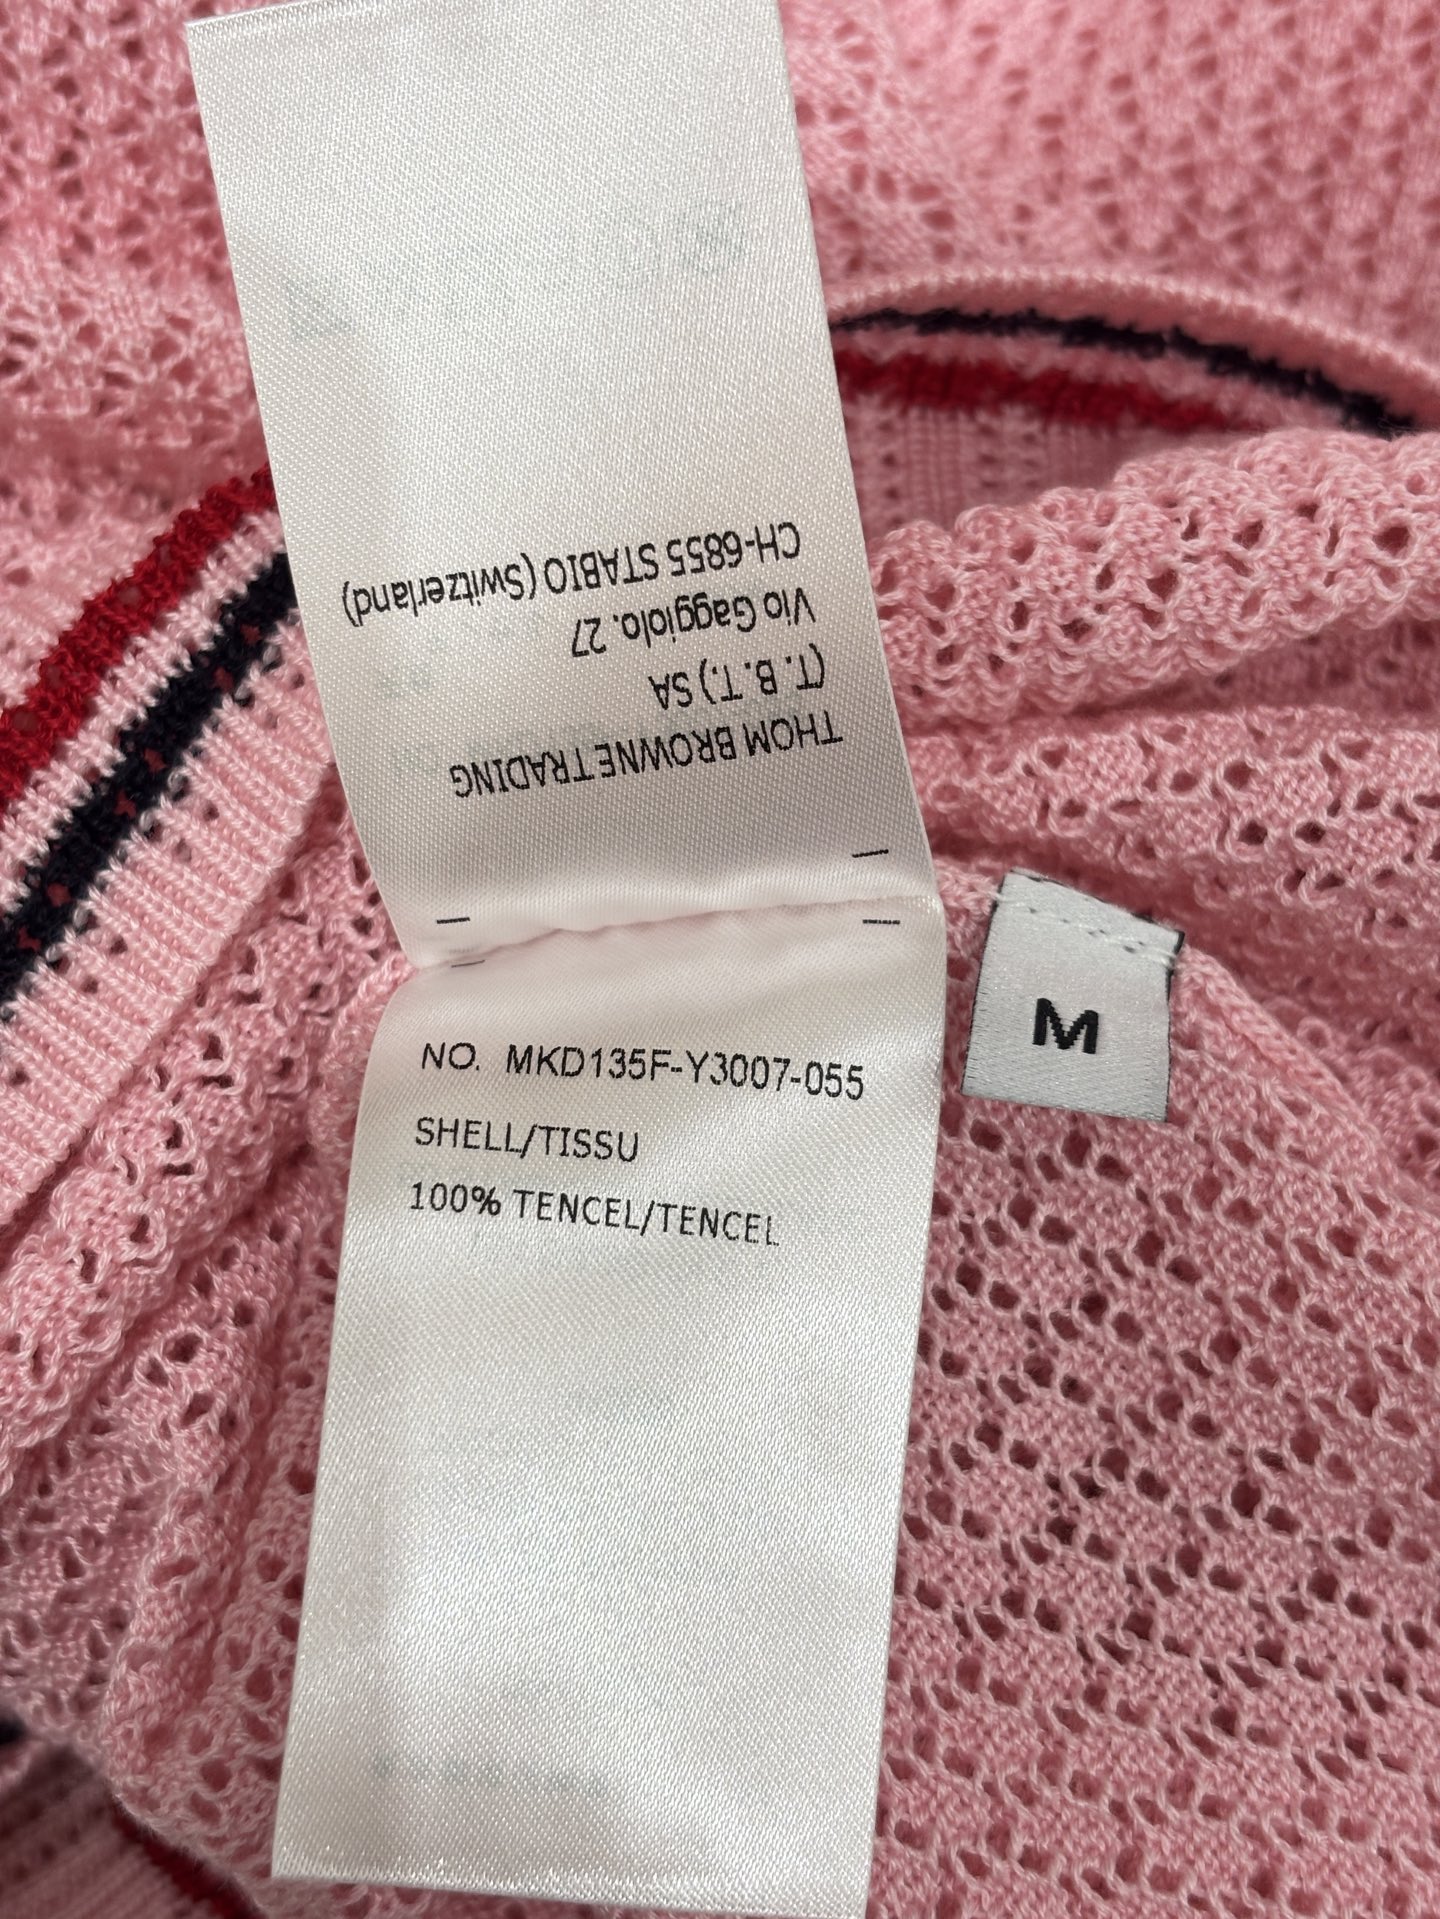 THOM BROWNE TRADING
(T. B. T.) SA
Vio Gaggiolo. 27
CH-6855 STABIO (Switzerland)
NO. MKD135F-Y3007-055
SHELL/TISSU
100% TENCEL/TENCEL
M